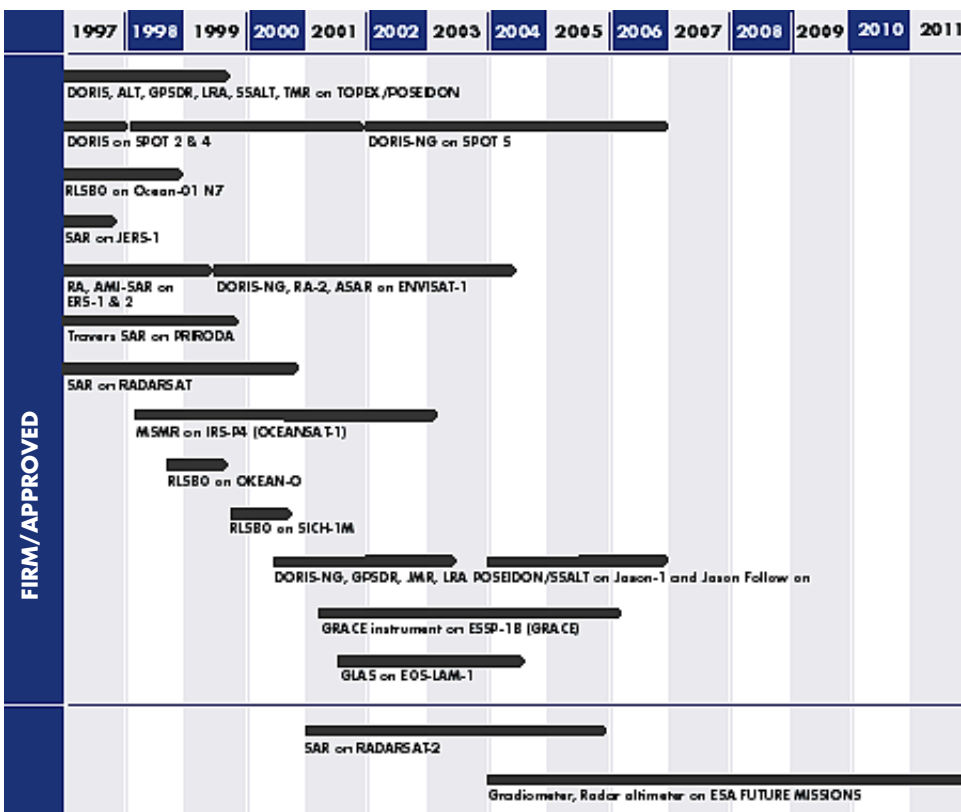 1997 1998 1999 2000 2001 2002 2003 2004 2005 2006 2007 2008 2009 2010 2011
FIRM/APPROVED
DORIS, ALT, GPSDR, LRA, SSALT, TMR on TOPEX/POSEIDON
DORIS on SPOT 2 & 4 DORIS-NG on SPOT 5
RLSBO on Ocean-01 N7
SAR on JERS-1
RA, AMI-SAR on DORIS-NG, RA-2, ASAR on ENVISAT-1
ERS-1 & 2
Travers SAR on PRIRODA
SAR on RADARSAT
MSMR on IRS-P4 (OCEANSAT-1)
RLSBO on OKEAN-O
RLSBO on SICH-1M
DORIS-NG, GPSDR, JMR, LRA POSEIDON/SSALT on Jason-1 and Jason Follow on
GRACE instrument on ESSP-1B (GRACE)
GLAS on EOS-LAM-1
SAR on RADARSAT-2
Gradiometer, Radar altimeter on ESA FUTURE MISSIONS